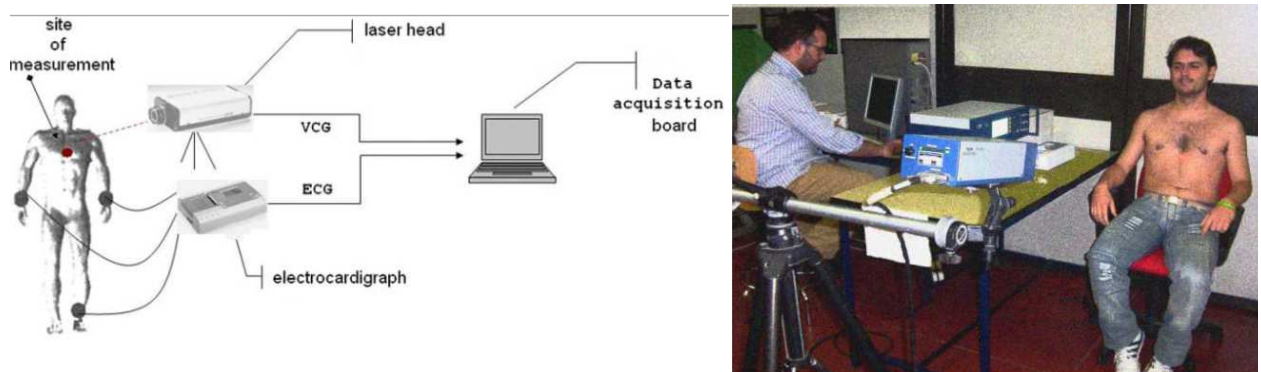 site
of
measurement
laser head
Data
acquisition
board
VCG
ECG
electrocardigraph